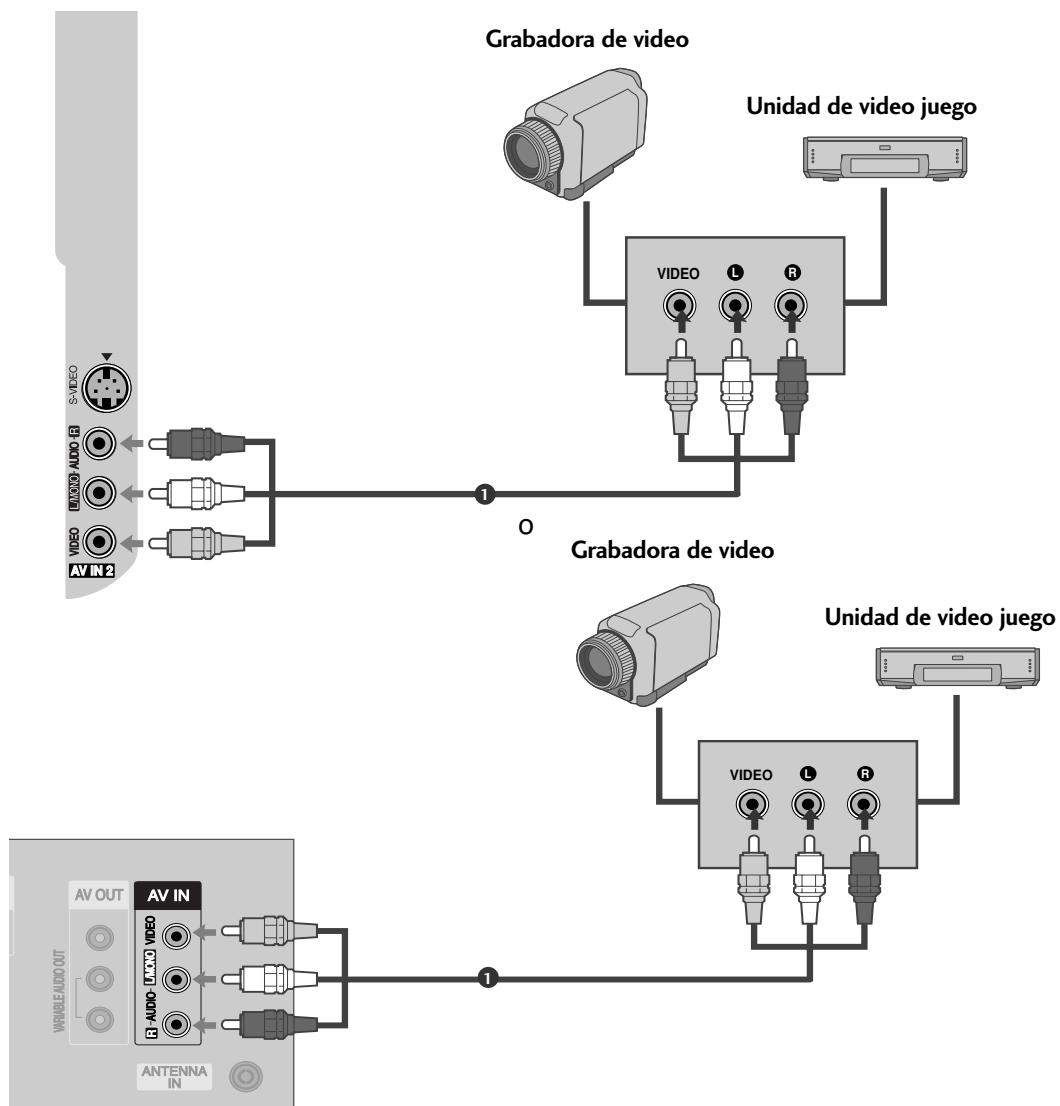 Grabadora de video
Unidad de video juego
VIDEO L R
S-VIDEO
L/MONO - AUDIO - R
VIDEO
AV IN 2
1
O
Grabadora de video
Unidad de video juego
VIDEO L R
AV OUT AV IN
VARIABLE AUDIO OUT
R - AUDIO - L/MONO VIDEO
1
ANTENNA
IN